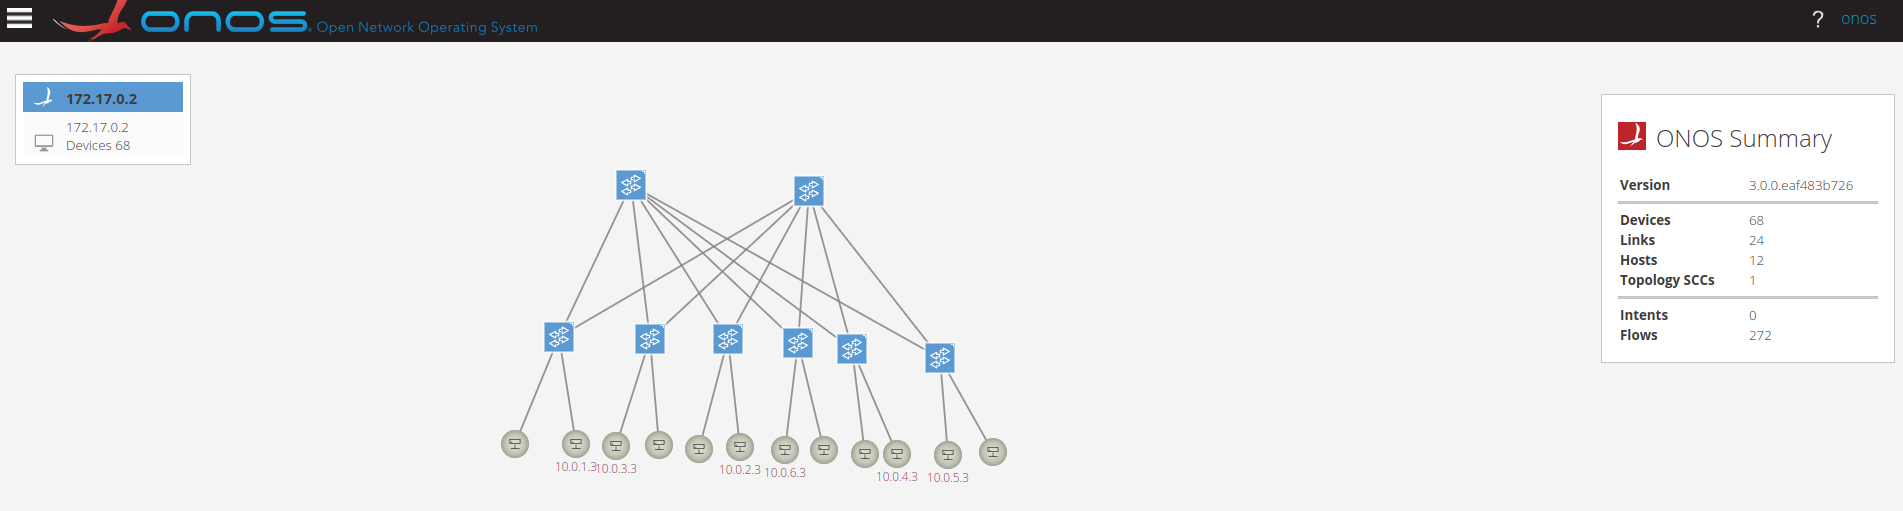 onos Open Network Operating System
? onos
172.17.0.2
172.17.0.2
Devices 68
ONOS Summary
Version 3.0.0.eaf483b726
Devices 68
Links 24
Hosts 12
Topology SCCs 1
Intents 0
Flows 272
10.0.1.3 10.0.3.3 10.0.2.3 10.0.6.3 10.0.4.3 10.0.5.3